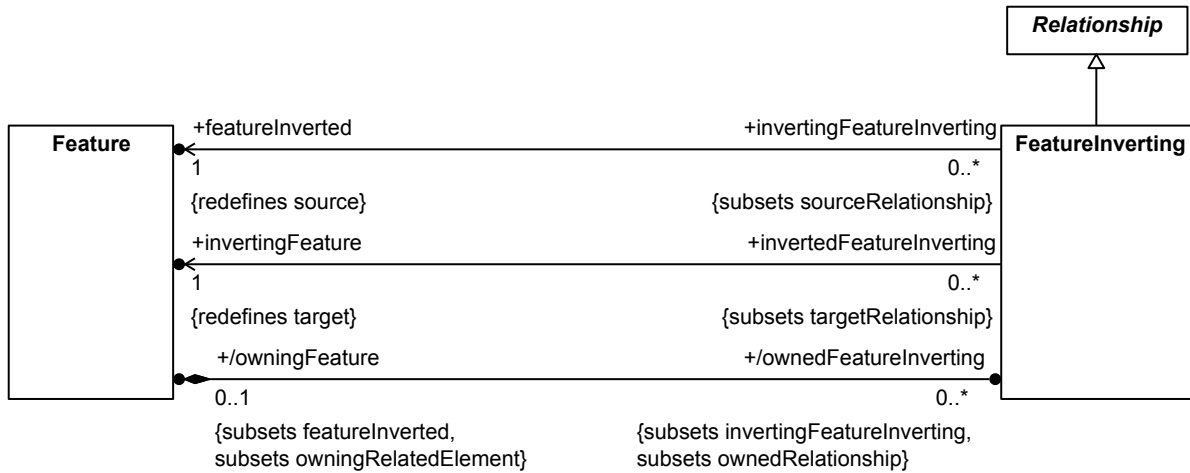 Relationship
+featureInverted +invertingFeatureInverting
Feature FeatureInverting
1 0..*
{redefines source} {subsets sourceRelationship}
+invertingFeature +invertedFeatureInverting
1 0..*
{redefines target} {subsets targetRelationship}
+/owningFeature +/ownedFeatureInverting
0..1 0..*
{subsets featureInverted, {subsets invertingFeatureInverting,
subsets owningRelatedElement} subsets ownedRelationship}